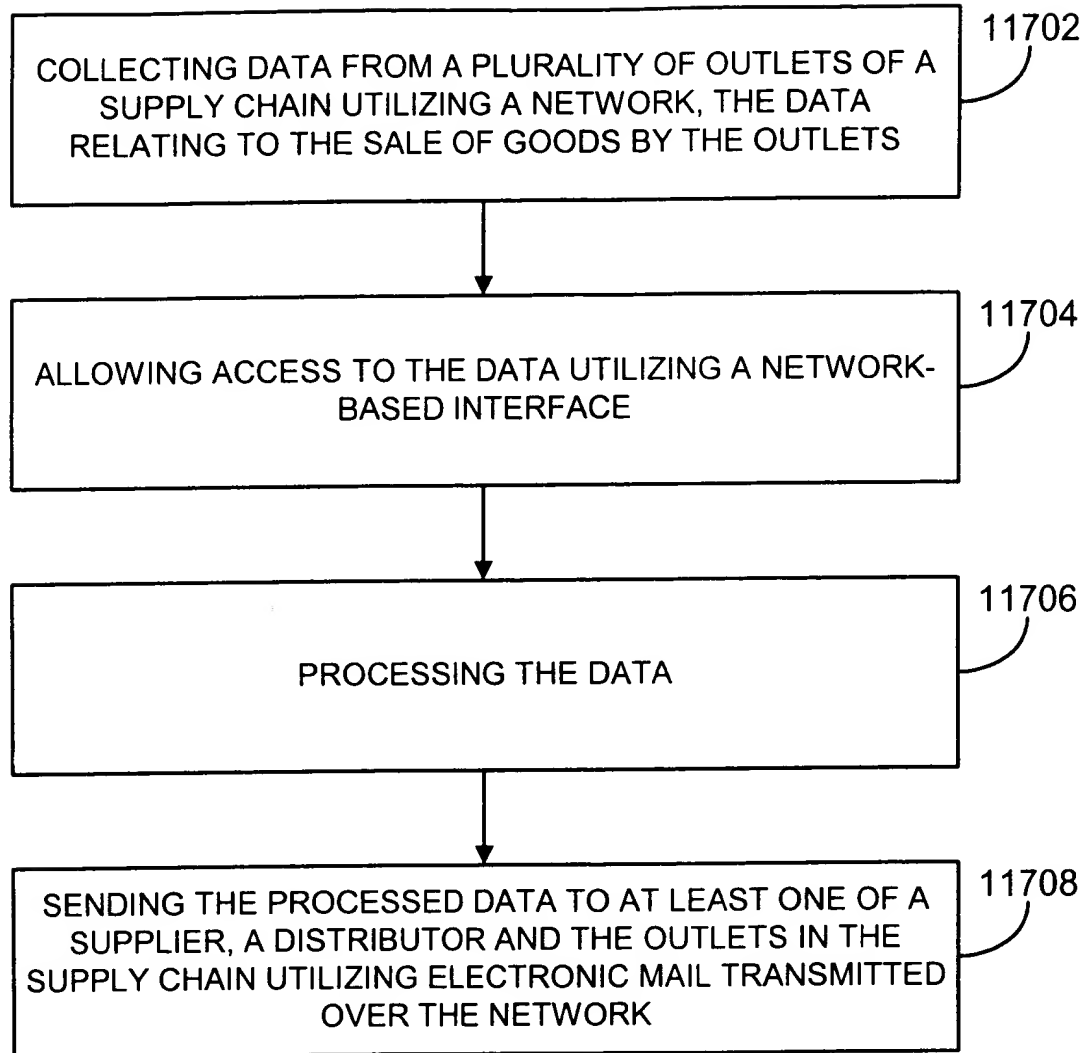 11702
COLLECTING DATA FROM A PLURALITY OF OUTLETS OF A
SUPPLY CHAIN UTILIZING A NETWORK, THE DATA
RELATING TO THE SALE OF GOODS BY THE OUTLETS
11704
ALLOWING ACCESS TO THE DATA UTILIZING A NETWORK-
BASED INTERFACE
11706
PROCESSING THE DATA
11708
SENDING THE PROCESSED DATA TO AT LEAST ONE OF A
SUPPLIER, A DISTRIBUTOR AND THE OUTLETS IN THE
SUPPLY CHAIN UTILIZING ELECTRONIC MAIL TRANSMITTED
OVER THE NETWORK